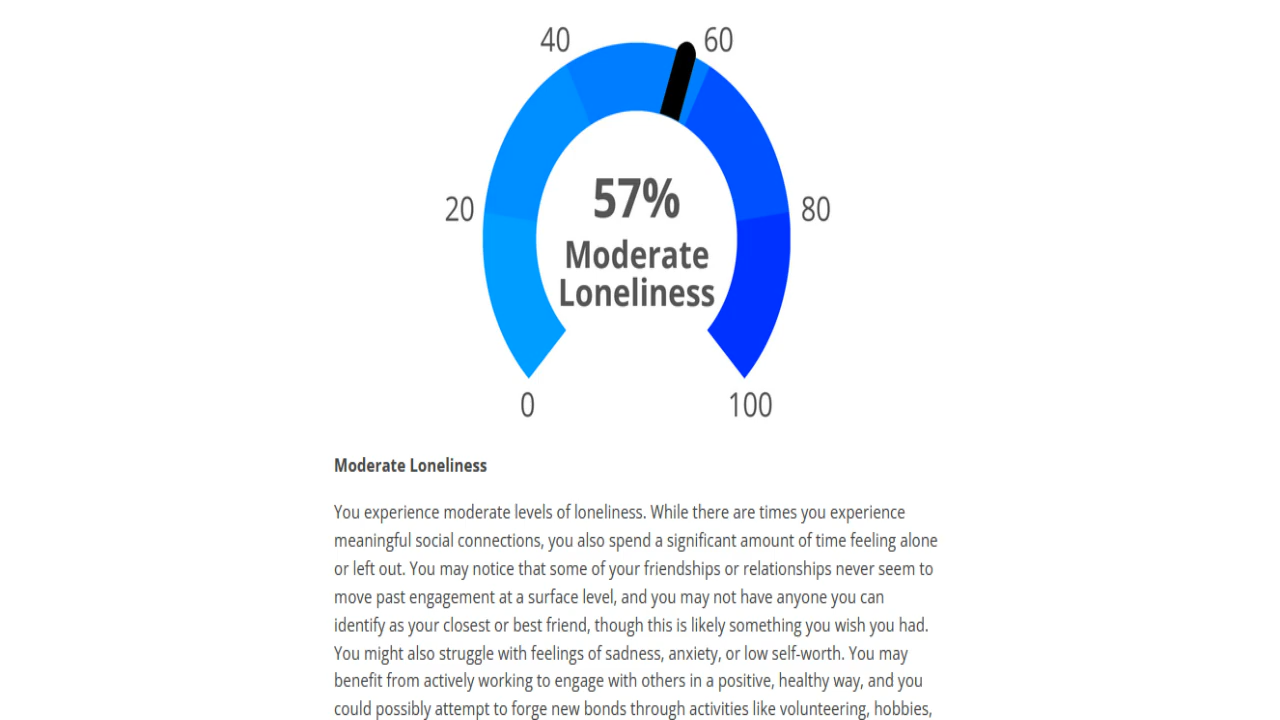 40
60
20
80
57%
Moderate
Loneliness
0
100
Moderate Loneliness
You experience moderate levels of loneliness. While there are times you experience
meaningful social connections, you also spend a significant amount of time feeling alone
or left out. You may notice that some of your friendships or relationships never seem to
move past engagement at a surface level, and you may not have anyone you can
identify as your closest or best friend, though this is likely something you wish you had.
You might also struggle with feelings of sadness, anxiety, or low self-worth. You may
benefit from actively working to engage with others in a positive, healthy way, and you
could possibly attempt to forge new bonds through activities like volunteering, hobbies,